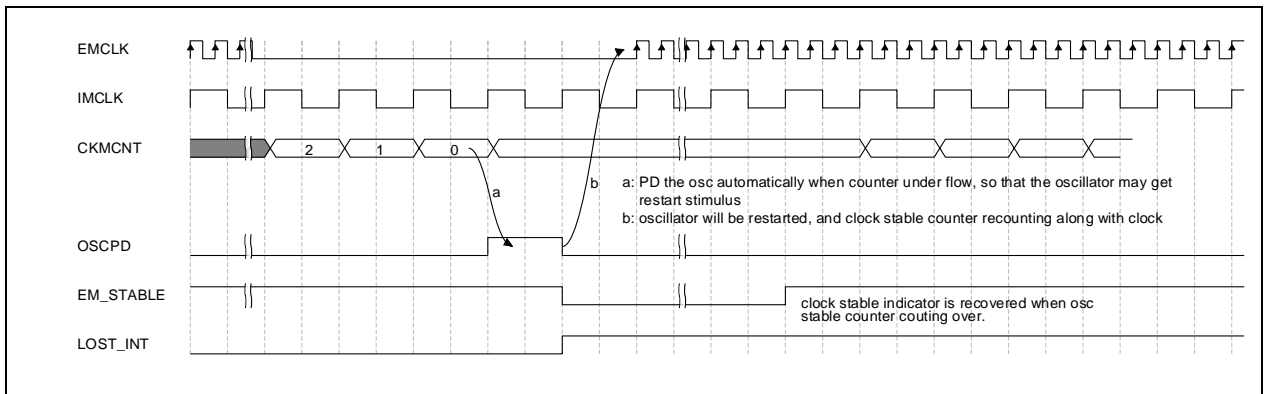 EMCLK
IMCLK
CKMCNT
2 1 0
a
b
a: PD the osc automatically when counter under flow, so that the oscillator may get
restart stimulus
b: oscillator will be restarted, and clock stable counter recounting along with clock
OSCPD
EM_STABLE
clock stable indicator is recovered when osc
stable counter couting over.
LOST_INT